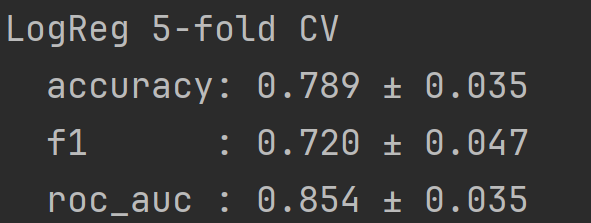 LogReg 5-fold CV
  accuracy: 0.789 ± 0.035
  f1      : 0.720 ± 0.047
  roc_auc : 0.854 ± 0.035